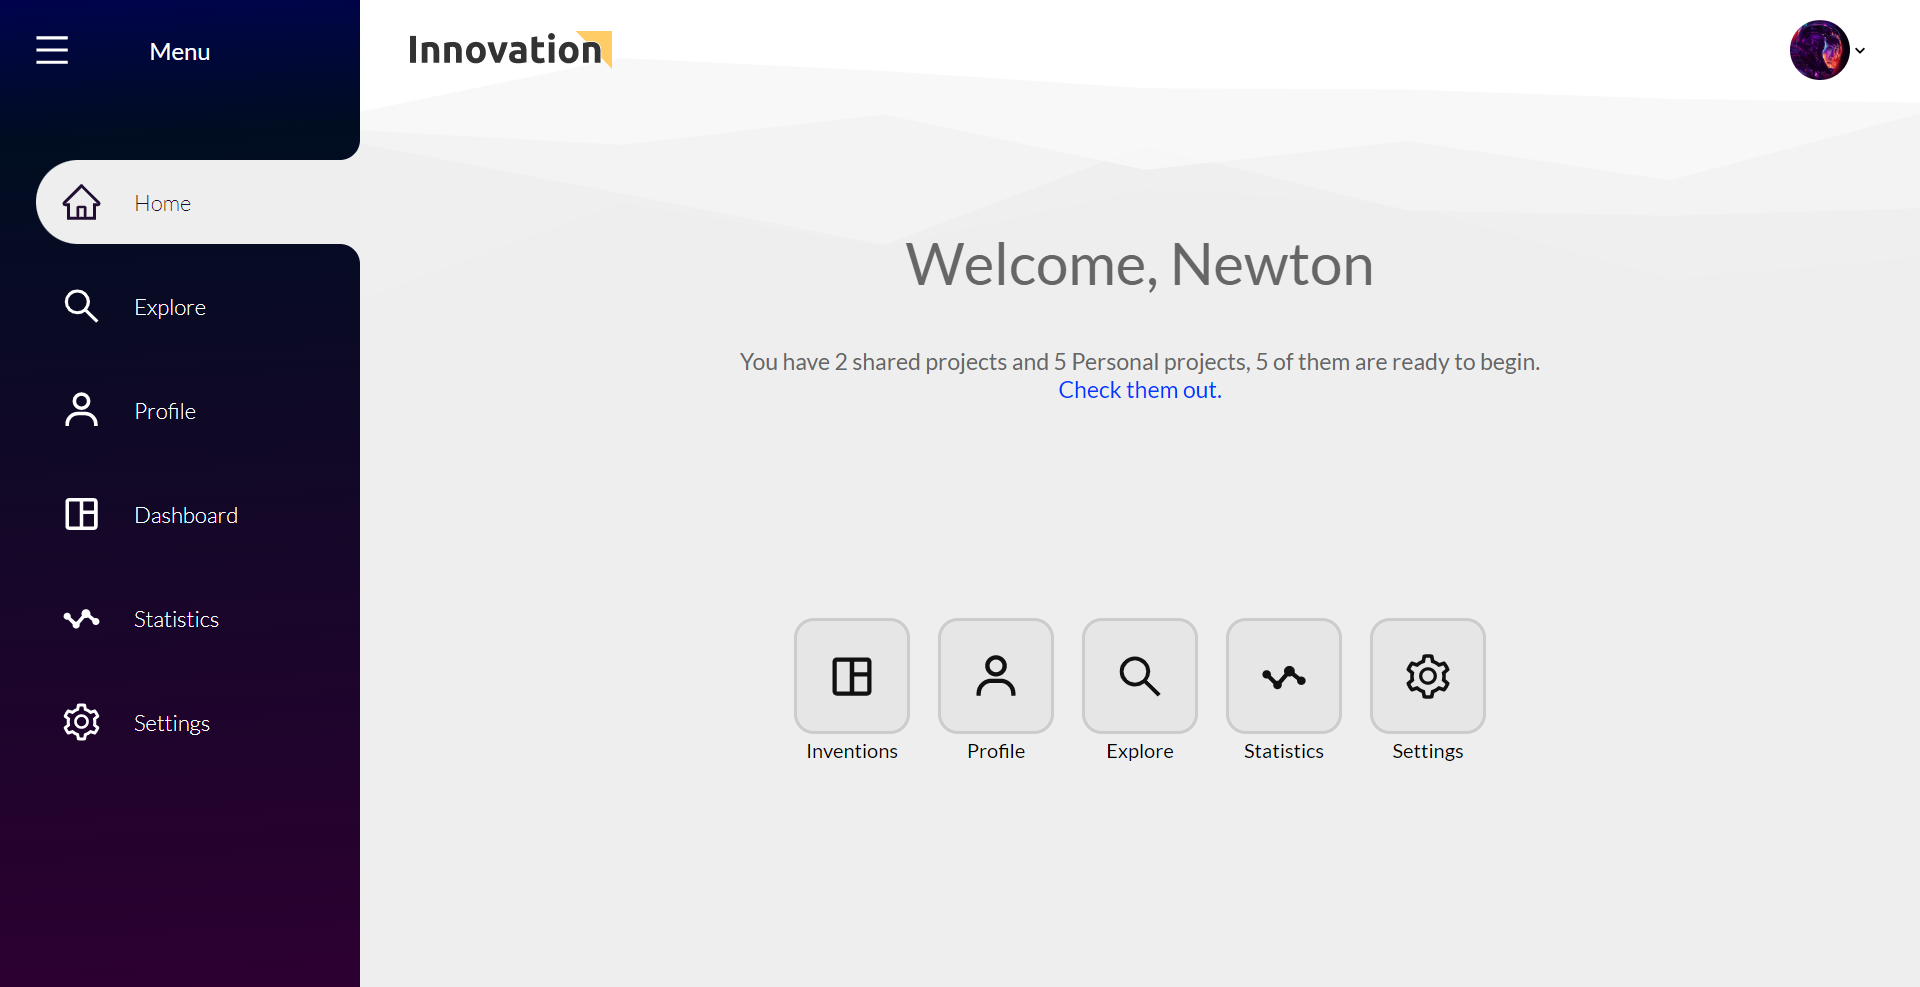 Menu
Innovation
Home
Explore
Profile
Dashboard
Statistics
Settings
Welcome, Newton
You have 2 shared projects and 5 Personal projects, 5 of them are ready to begin.
Check them out.
Inventions
Profile
Explore
Statistics
Settings